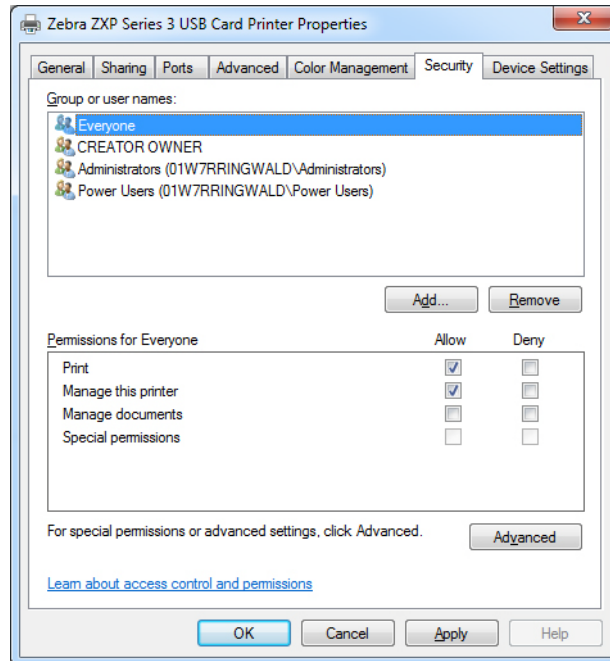 Zebra ZXP Series 3 USB Card Printer Properties
General Sharing Ports Advanced Color Management Security Device Settings
Group or user names:
Everyone
CREATOR OWNER
Administrators (01W7RRINGWALD\Administrators)
Power Users (01W7RRINGWALD\Power Users)
Add... Remove
Permissions for Everyone Allow Deny
Print
Manage this printer
Manage documents
Special permissions
For special permissions or advanced settings, click Advanced. Advanced
Learn about access control and permissions
OK Cancel Apply Help